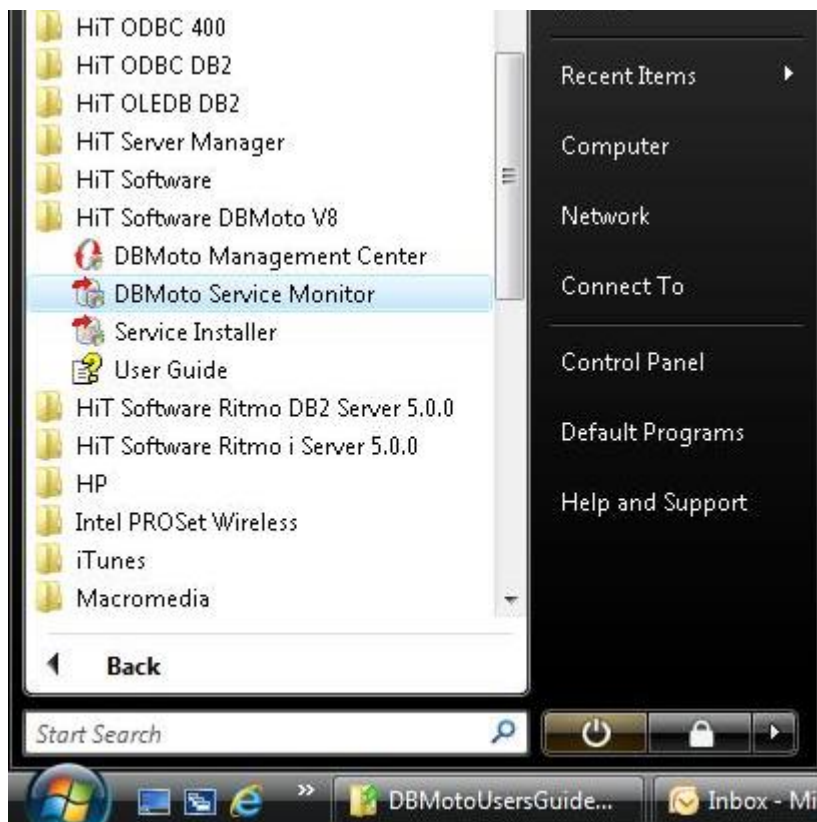 HiT ODBC 400
HiT ODBC DB2
HiT OLEDB DB2
HiT Server Manager
HiT Software
HiT Software DBMoto V8
DBMoto Management Center
DBMoto Service Monitor
Service Installer
User Guide
HiT Software Ritmo DB2 Server 5.0.0
HiT Software Ritmo i Server 5.0.0
HP
Intel PROSet Wireless
iTunes
Macromedia
Back
Start Search
Recent Items
Computer
Network
Connect To
Control Panel
Default Programs
Help and Support
DBMotoUsersGuide...
Inbox - Mi